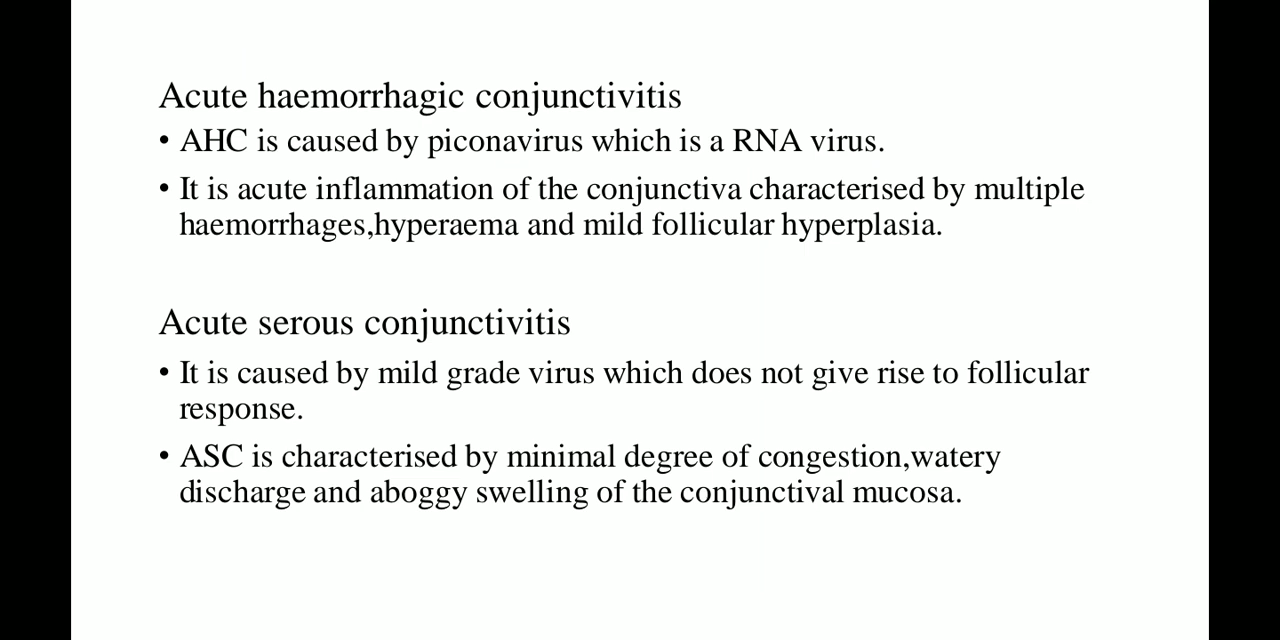 Acute haemorrhagic conjunctivitis
• AHC is caused by piconavirus which is a RNA virus.
• It is acute inflammation of the conjunctiva characterised by multiple
haemorrhages,hyperaema and mild follicular hyperplasia.
Acute serous conjunctivitis
• It is caused by mild grade virus which does not give rise to follicular
response.
• ASC is characterised by minimal degree of congestion,watery
discharge and aboggy swelling of the conjunctival mucosa.